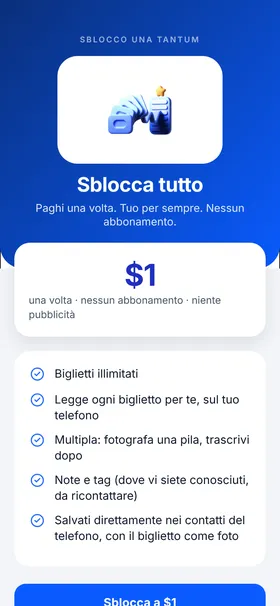 SBLOCCO UNA TANTUM
Sblocca tutto
Paghi una volta. Tuo per sempre. Nessun
abbonamento.
$1
una volta · nessun abbonamento · niente
pubblicità
Biglietti illimitati
Legge ogni biglietto per te, sul tuo
telefono
Multipla: fotografa una pila, trascrivi
dopo
Note e tag (dove vi siete conosciuti,
da ricontattare)
Salvati direttamente nei contatti del
telefono, con il biglietto come foto
Sblocca a $1